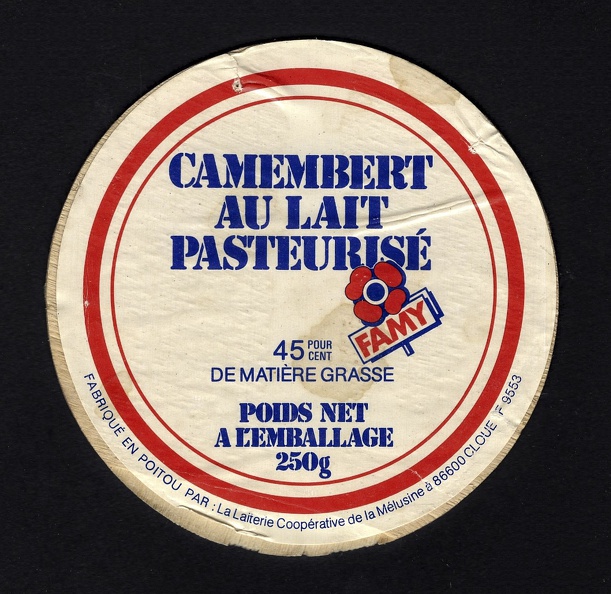 CAMEMBERT
AU LAIT
PASTEURISÉ
FAMY
45 POUR CENT
DE MATIÈRE GRASSE
POIDS NET
A L'EMBALLAGE
250g
FABRIQUÉ EN POITOU PAR : La Laiterie Coopérative de la Mélusine à 86600 CLOUE F 9553